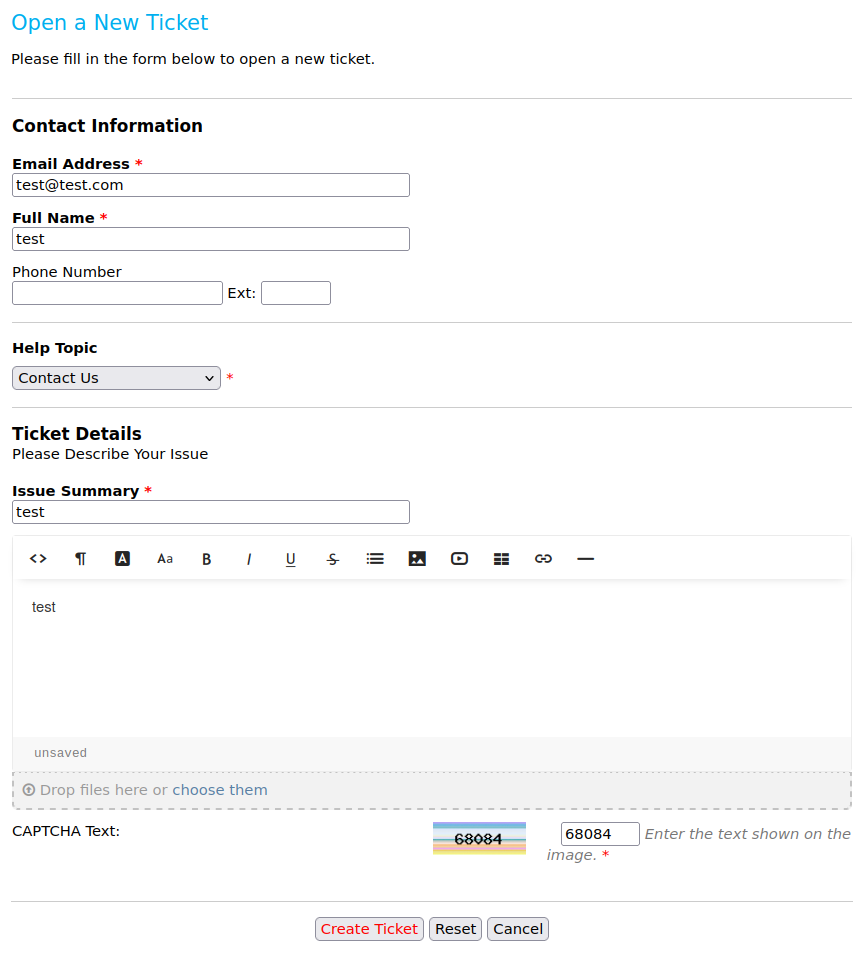 Open a New Ticket
Please fill in the form below to open a new ticket.
Contact Information
Email Address *
test@test.com
Full Name *
test
Phone Number
Ext:
Help Topic
Contact Us *
Ticket Details
Please Describe Your Issue
Issue Summary *
test
<> ¶ A Aa B I U S
test
unsaved
Drop files here or choose them
CAPTCHA Text: 68084 68084 Enter the text shown on the
image. *
Create Ticket Reset Cancel